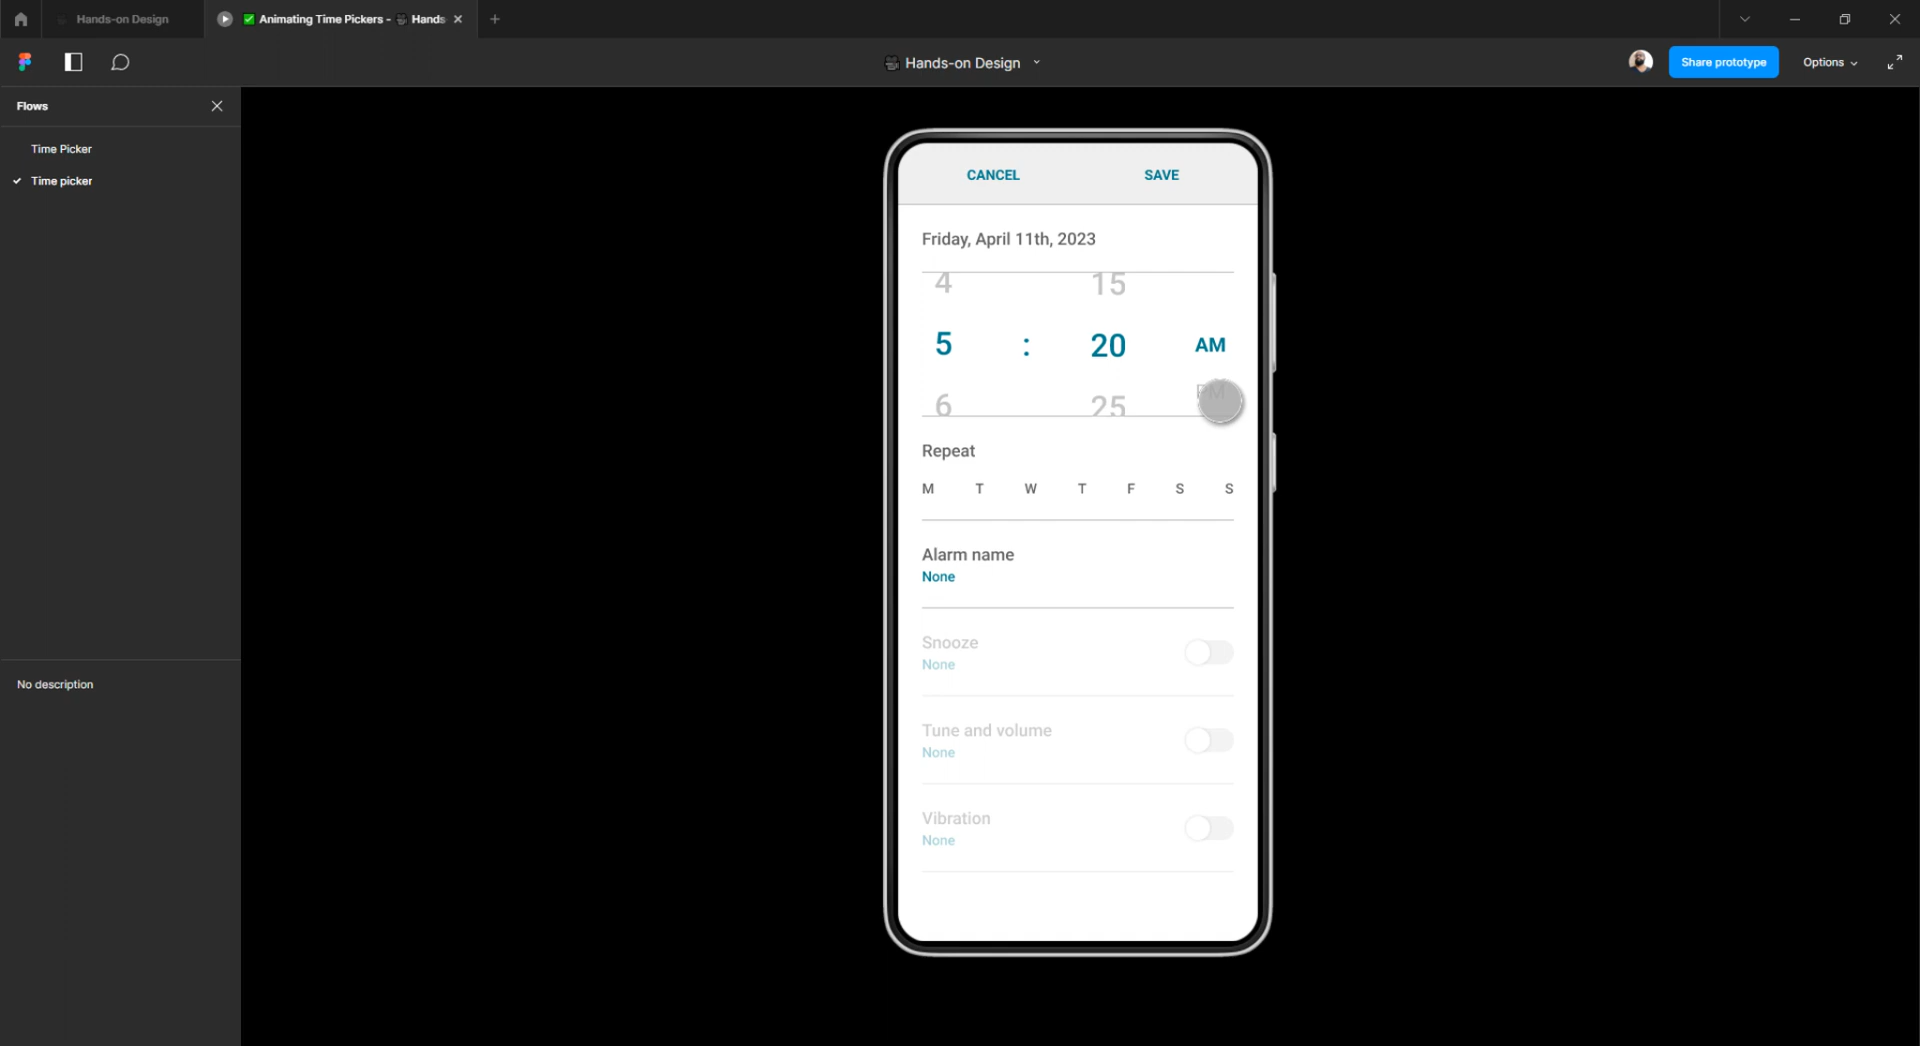 Hands-on Design
✅ Animating Time Pickers - Hands
Hands-on Design
Share prototype
Options
Flows
Time Picker
Time picker
No description
CANCEL SAVE
Friday, April 11th, 2023
4 15
5 : 20 AM
6 25 PM
Repeat
M T W T F S S
Alarm name
None
Snooze
None
Tune and volume
None
Vibration
None